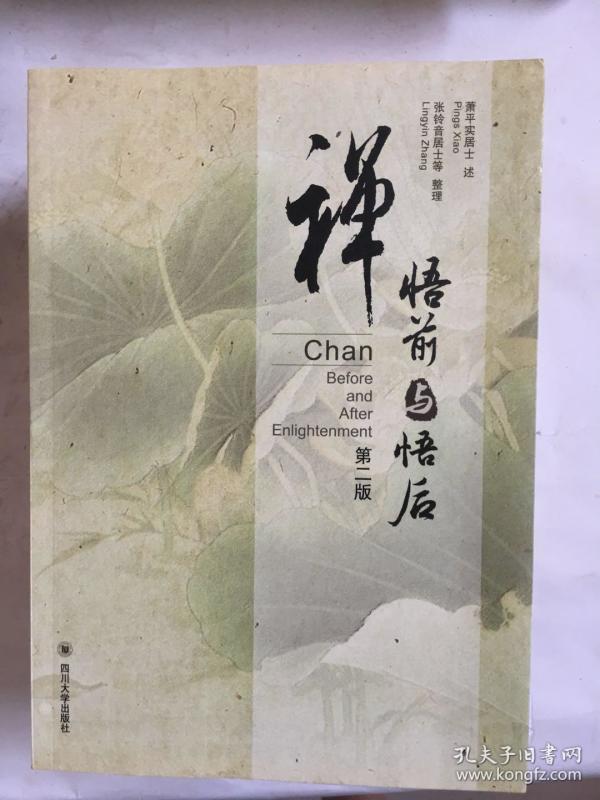 萧平实居士 述
Pings Xiao
张铃音居士等 整理
Lingyin Zhang
禅
悟前与悟后
Chan
Before
and
After
Enlightenment
第二版
四川大学出版社
孔夫子旧书网
www.kongfz.com